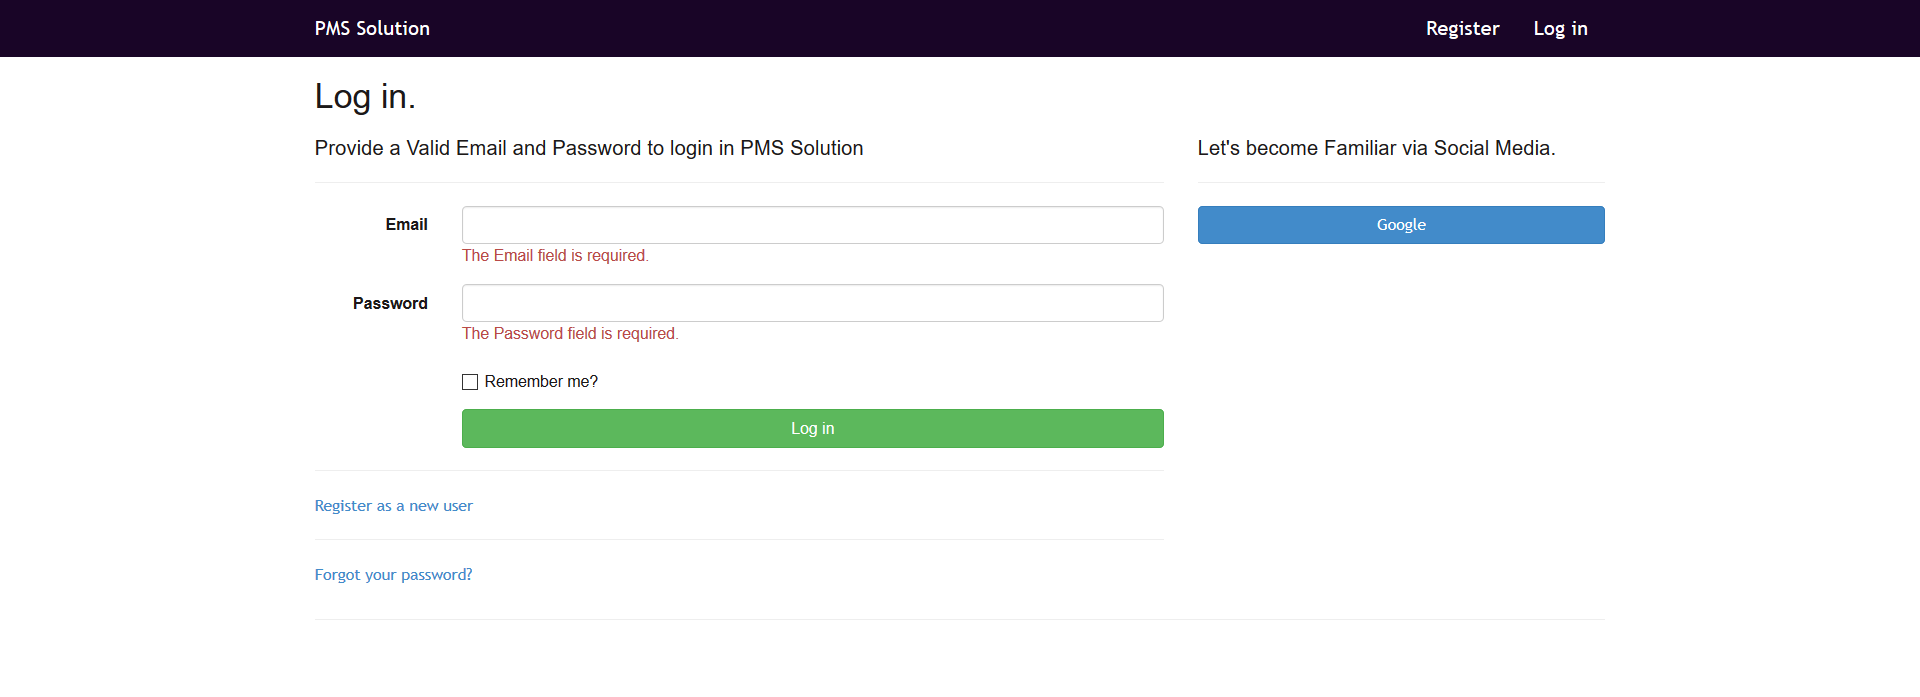 PMS Solution
Register
Log in
Log in.
Provide a Valid Email and Password to login in PMS Solution
Email
The Email field is required.
Password
The Password field is required.
Remember me?
Log in
Register as a new user
Forgot your password?
Let's become Familiar via Social Media.
Google